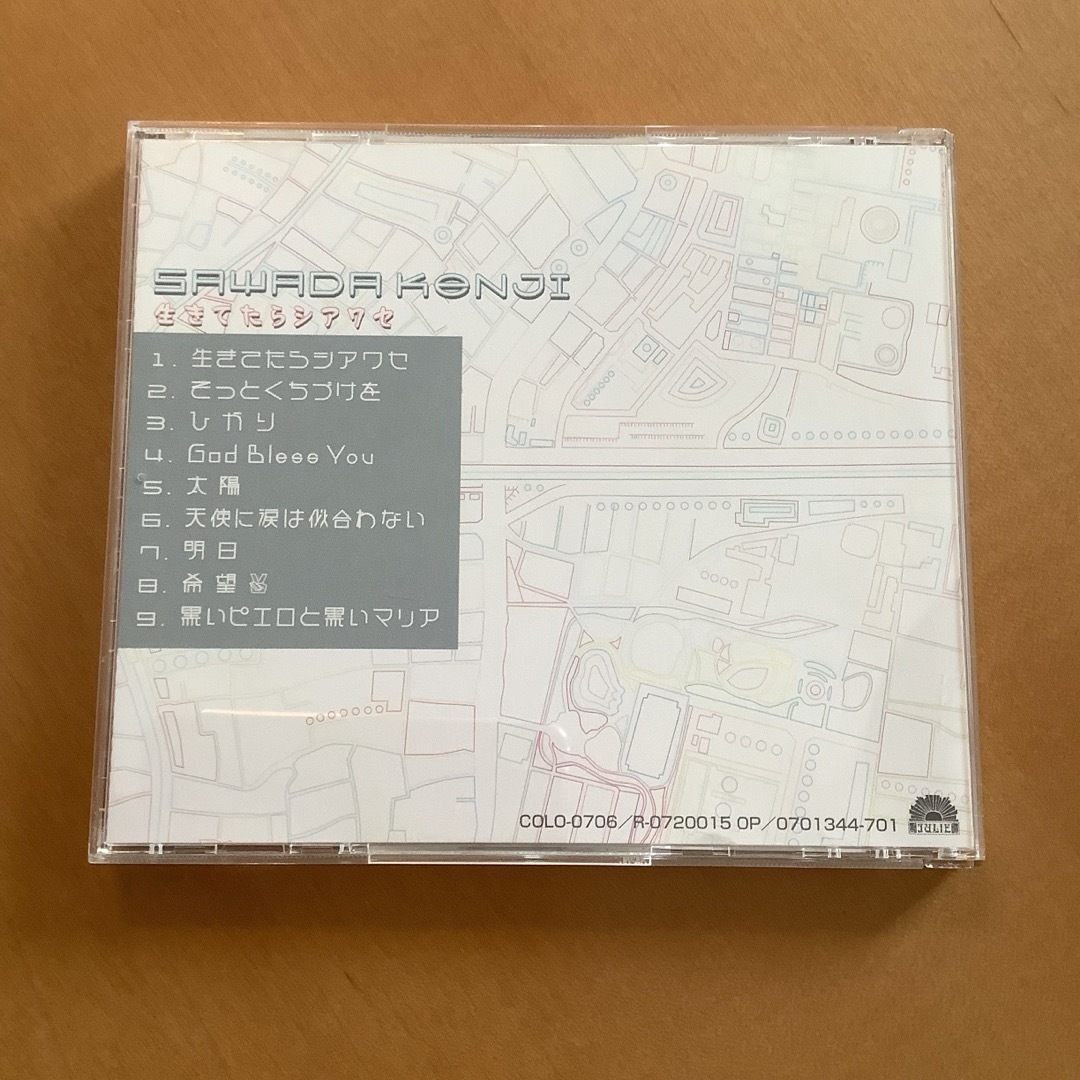 SAWADA KENJI
生きてたらシアワセ
1. 生きてたらシアワセ
2. そっとくちづけを
3. ひかり
4. God Bless You
5. 太陽
6. 天使に涙は似合わない
7. 明日
8. 希望✌
9. 黒いピエロと黒いマリア
COLO-0706／R-0720015 OP／0701344-701
JULIE